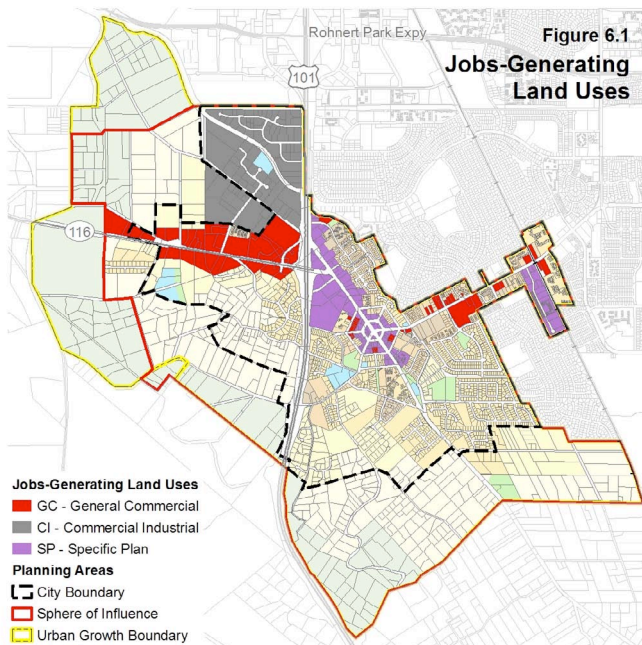 Rohnert Park Expy
Figure 6.1
Jobs-Generating
Land Uses
101
116
Jobs-Generating Land Uses
GC - General Commercial
CI - Commercial Industrial
SP - Specific Plan
Planning Areas
City Boundary
Sphere of Influence
Urban Growth Boundary